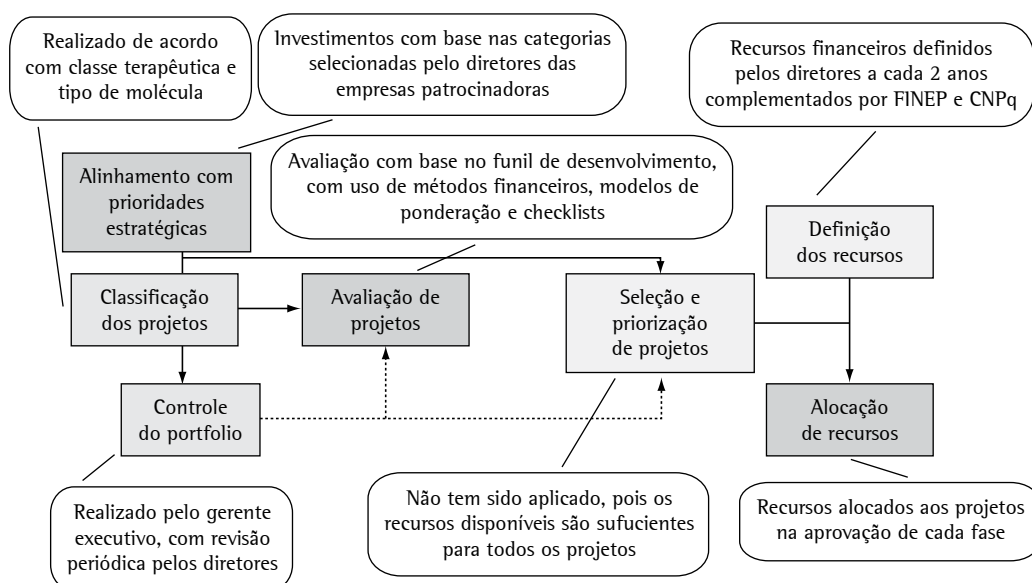 Realizado de acordo
com classe terapêutica e
tipo de molécula
Investimentos com base nas categorias
selecionadas pelo diretores das
empresas patrocinadoras
Recursos financeiros definidos
pelos diretores a cada 2 anos
complementados por FINEP e CNPq
Alinhamento com
prioridades
estratégicas
Avaliação com base no funil de desenvolvimento,
com uso de métodos financeiros, modelos de
ponderação e checklists
Definição
dos recursos
Classificação
dos projetos
Avaliação de
projetos
Seleção e
priorização
de projetos
Controle
do portfolio
Alocação
de recursos
Realizado pelo gerente
executivo, com revisão
periódica pelos diretores
Não tem sido aplicado, pois os
recursos disponíveis são sufucientes
para todos os projetos
Recursos alocados aos projetos
na aprovação de cada fase